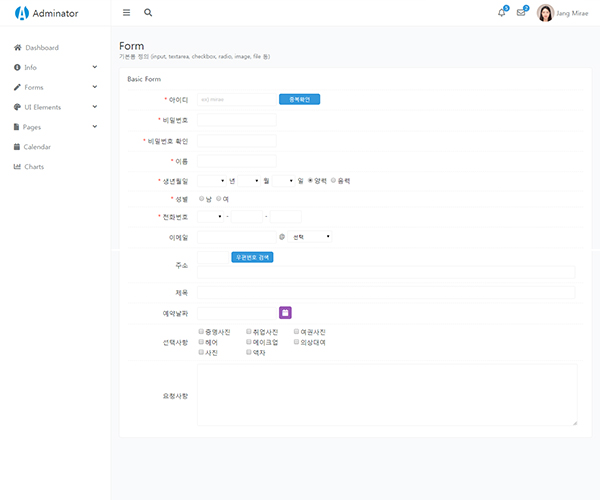 Adminator
5
2
Jang Mirae
Dashboard
Info
Forms
UI Elements
Pages
Calendar
Charts
Form
기본폼 정의 (input, textarea, checkbox, radio, image, file 등)
Basic Form
* 아이디 중복확인
* 비밀번호
* 비밀번호 확인
* 이름
* 생년월일 년 월 일 양력 음력
* 성별 남 여
* 전화번호 - -
이메일 @ 선택
주소 우편번호 검색
제목
예약날짜
선택사항 증명사진 취업사진 여권사진
헤어 메이크업 의상대여
사진 액자
요청사항